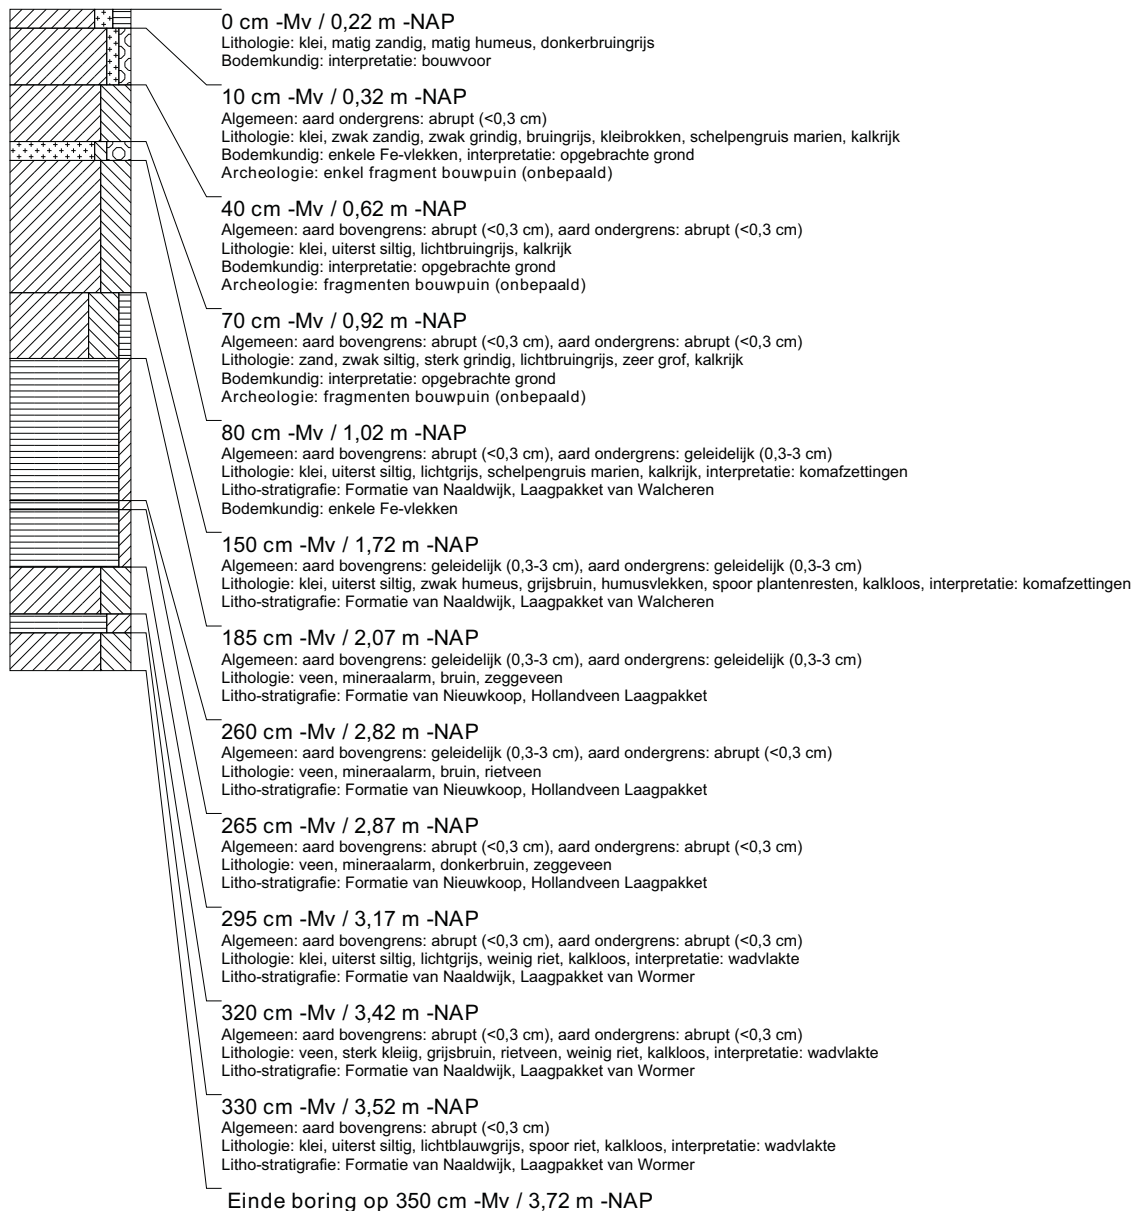 0 cm -Mv / 0,22 m -NAP
Lithologie: klei, matig zandig, matig humeus, donkerbruingrijs
Bodemkundig: interpretatie: bouwvoor
10 cm -Mv / 0,32 m -NAP
Algemeen: aard ondergrens: abrupt (<0,3 cm)
Lithologie: klei, zwak zandig, zwak grindig, bruingrijs, kleibrokken, schelpengruis marien, kalkrijk
Bodemkundig: enkele Fe-vlekken, interpretatie: opgebrachte grond
Archeologie: enkel fragment bouwpuin (onbepaald)
40 cm -Mv / 0,62 m -NAP
Algemeen: aard bovengrens: abrupt (<0,3 cm), aard ondergrens: abrupt (<0,3 cm)
Lithologie: klei, uiterst siltig, lichtbruingrijs, kalkrijk
Bodemkundig: interpretatie: opgebrachte grond
Archeologie: fragmenten bouwpuin (onbepaald)
70 cm -Mv / 0,92 m -NAP
Algemeen: aard bovengrens: abrupt (<0,3 cm), aard ondergrens: abrupt (<0,3 cm)
Lithologie: zand, zwak siltig, sterk grindig, lichtbruingrijs, zeer grof, kalkrijk
Bodemkundig: interpretatie: opgebrachte grond
Archeologie: fragmenten bouwpuin (onbepaald)
80 cm -Mv / 1,02 m -NAP
Algemeen: aard bovengrens: abrupt (<0,3 cm), aard ondergrens: geleidelijk (0,3-3 cm)
Lithologie: klei, uiterst siltig, lichtgrijs, schelpengruis marien, kalkrijk, interpretatie: komafzettingen
Litho-stratigrafie: Formatie van Naaldwijk, Laagpakket van Walcheren
Bodemkundig: enkele Fe-vlekken
150 cm -Mv / 1,72 m -NAP
Algemeen: aard bovengrens: geleidelijk (0,3-3 cm), aard ondergrens: geleidelijk (0,3-3 cm)
Lithologie: klei, uiterst siltig, zwak humeus, grijsbruin, humusvlekken, spoor plantenresten, kalkloos, interpretatie: komafzettingen
Litho-stratigrafie: Formatie van Naaldwijk, Laagpakket van Walcheren
185 cm -Mv / 2,07 m -NAP
Algemeen: aard bovengrens: geleidelijk (0,3-3 cm), aard ondergrens: geleidelijk (0,3-3 cm)
Lithologie: veen, mineraalarm, bruin, zeggeveen
Litho-stratigrafie: Formatie van Nieuwkoop, Hollandveen Laagpakket
260 cm -Mv / 2,82 m -NAP
Algemeen: aard bovengrens: geleidelijk (0,3-3 cm), aard ondergrens: abrupt (<0,3 cm)
Lithologie: veen, mineraalarm, bruin, rietveen
Litho-stratigrafie: Formatie van Nieuwkoop, Hollandveen Laagpakket
265 cm -Mv / 2,87 m -NAP
Algemeen: aard bovengrens: abrupt (<0,3 cm), aard ondergrens: abrupt (<0,3 cm)
Lithologie: veen, mineraalarm, donkerbruin, zeggeveen
Litho-stratigrafie: Formatie van Nieuwkoop, Hollandveen Laagpakket
295 cm -Mv / 3,17 m -NAP
Algemeen: aard bovengrens: abrupt (<0,3 cm), aard ondergrens: abrupt (<0,3 cm)
Lithologie: klei, uiterst siltig, lichtgrijs, weinig riet, kalkloos, interpretatie: wadvlakte
Litho-stratigrafie: Formatie van Naaldwijk, Laagpakket van Wormer
320 cm -Mv / 3,42 m -NAP
Algemeen: aard bovengrens: abrupt (<0,3 cm), aard ondergrens: abrupt (<0,3 cm)
Lithologie: veen, sterk kleiig, grijsbruin, rietveen, weinig riet, kalkloos, interpretatie: wadvlakte
Litho-stratigrafie: Formatie van Naaldwijk, Laagpakket van Wormer
330 cm -Mv / 3,52 m -NAP
Algemeen: aard bovengrens: abrupt (<0,3 cm)
Lithologie: klei, uiterst siltig, lichtblauwgrijs, spoor riet, kalkloos, interpretatie: wadvlakte
Litho-stratigrafie: Formatie van Naaldwijk, Laagpakket van Wormer
Einde boring op 350 cm -Mv / 3,72 m -NAP